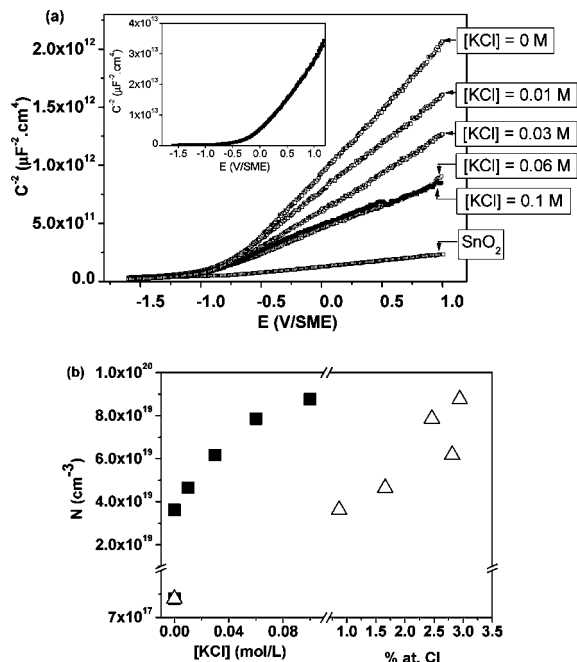 (a)
2.0x10¹²
1.5x10¹²
1.0x10¹²
5.0x10¹¹
0.0
C⁻² (µF⁻².cm⁴)
-1.5 -1.0 -0.5 0.0 0.5 1.0
E (V/SME)
4x10¹³
3x10¹³
2x10¹³
1x10¹³
0
C⁻² (µF⁻².cm⁴)
-1.5 -1.0 -0.5 0.0 0.5 1.0
E (V/SME)
[KCl] = 0 M
[KCl] = 0.01 M
[KCl] = 0.03 M
[KCl] = 0.06 M
[KCl] = 0.1 M
SnO₂
(b)
1.0x10²⁰
8.0x10¹⁹
6.0x10¹⁹
4.0x10¹⁹
2.0x10¹⁹
7x10¹⁷
N (cm⁻³)
0.00 0.04 0.08 1.0 1.5 2.0 2.5 3.0 3.5
[KCl] (mol/L) % at. Cl